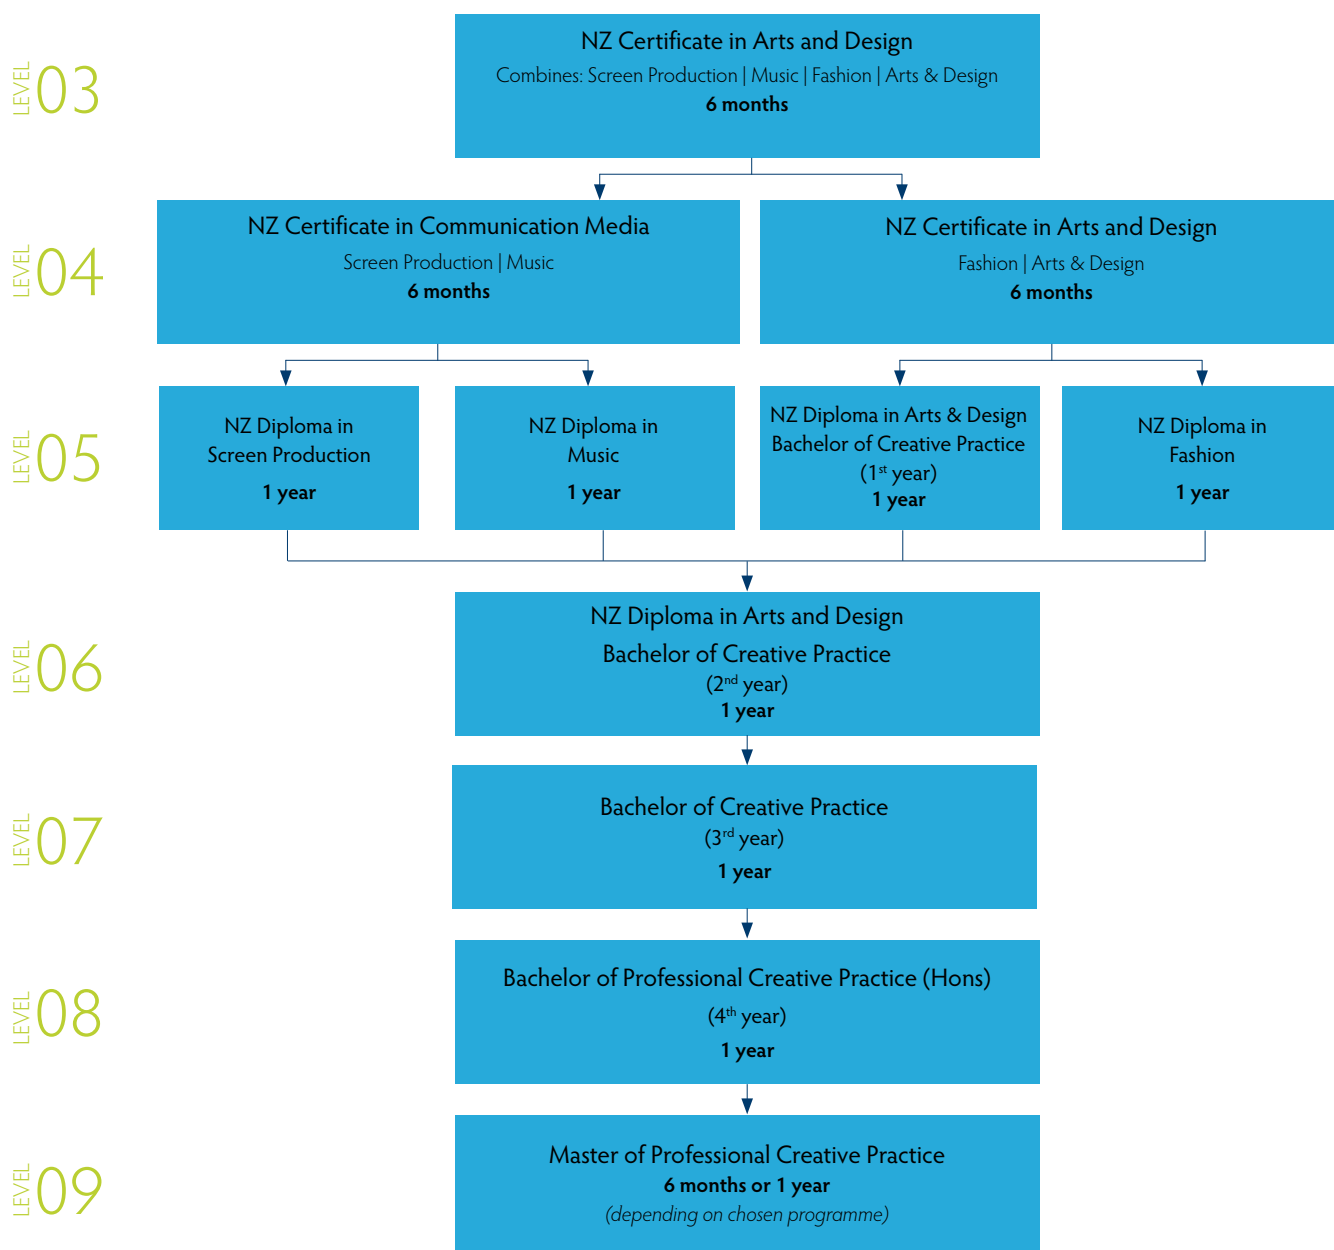 LEVEL 03
NZ Certificate in Arts and Design
Combines: Screen Production | Music | Fashion | Arts & Design
6 months
LEVEL 04
NZ Certificate in Communication Media
Screen Production | Music
6 months
NZ Certificate in Arts and Design
Fashion | Arts & Design
6 months
LEVEL 05
NZ Diploma in
Screen Production
1 year
NZ Diploma in
Music
1 year
NZ Diploma in Arts & Design
Bachelor of Creative Practice
(1st year)
1 year
NZ Diploma in
Fashion
1 year
LEVEL 06
NZ Diploma in Arts and Design
Bachelor of Creative Practice
(2nd year)
1 year
LEVEL 07
Bachelor of Creative Practice
(3rd year)
1 year
LEVEL 08
Bachelor of Professional Creative Practice (Hons)
(4th year)
1 year
LEVEL 09
Master of Professional Creative Practice
6 months or 1 year
(depending on chosen programme)